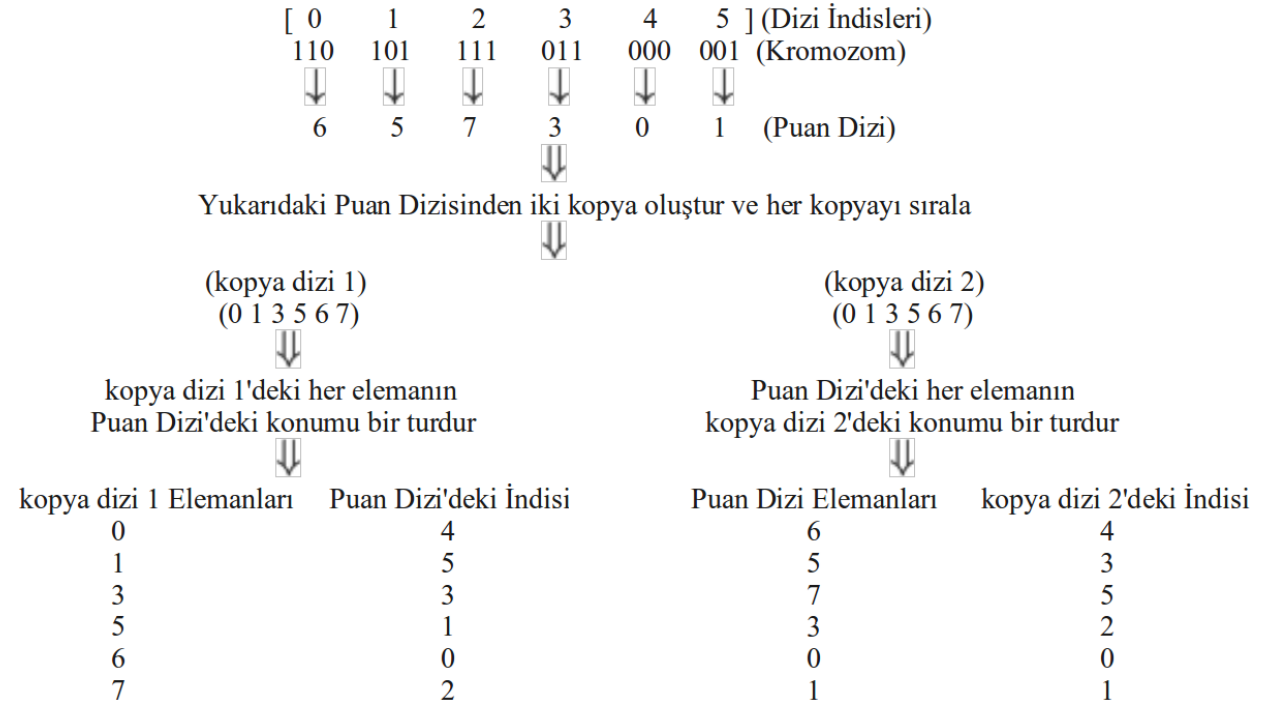 [ 0 1 2 3 4 5 ] (Dizi İndisleri)
110 101 111 011 000 001 (Kromozom)
6 5 7 3 0 1 (Puan Dizi)
Yukarıdaki Puan Dizisinden iki kopya oluştur ve her kopyayı sırala
(kopya dizi 1)
(0 1 3 5 6 7)
kopya dizi 1'deki her elemanın
Puan Dizi'deki konumu bir turdur
kopya dizi 1 Elemanları Puan Dizi'deki İndisi
0 4
1 5
3 3
5 1
6 0
7 2
(kopya dizi 2)
(0 1 3 5 6 7)
Puan Dizi'deki her elemanın
kopya dizi 2'deki konumu bir turdur
Puan Dizi Elemanları kopya dizi 2'deki İndisi
6 4
5 3
7 5
3 2
0 0
1 1